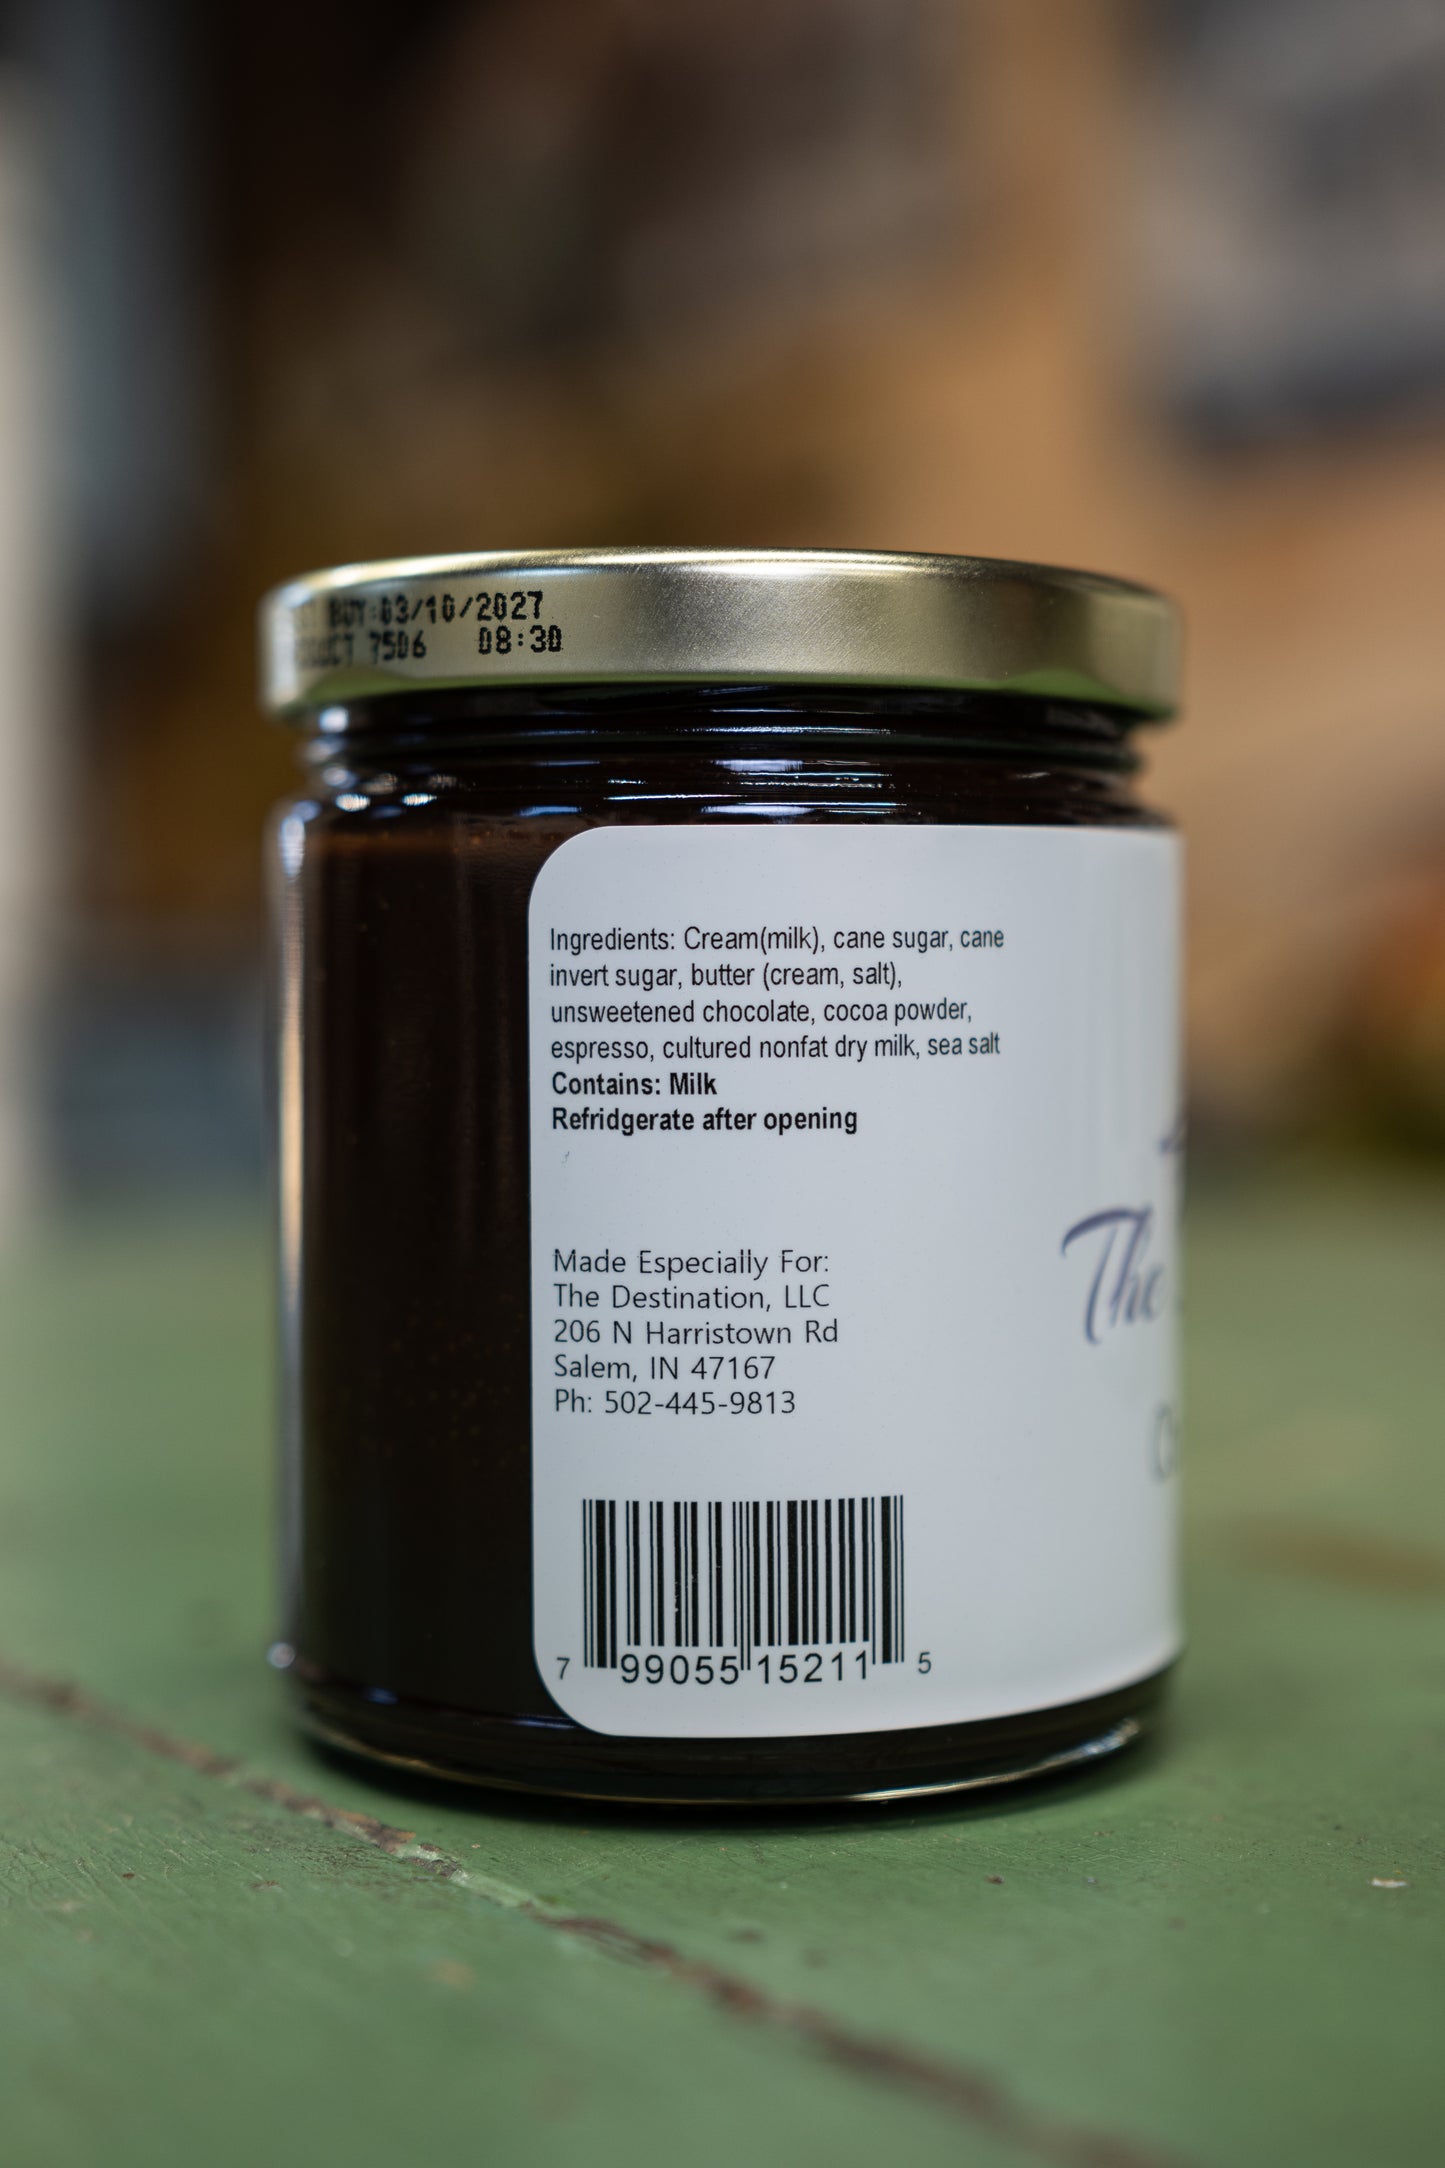 BUY:03/10/2027
7506 08:30
Ingredients: Cream(milk), cane sugar, cane
invert sugar, butter (cream, salt),
unsweetened chocolate, cocoa powder,
espresso, cultured nonfat dry milk, sea salt
Contains: Milk
Refridgerate after opening
The
Made Especially For:
The Destination, LLC
206 N Harristown Rd
Salem, IN 47167
Ph: 502-445-9813
7 99055 15211 5